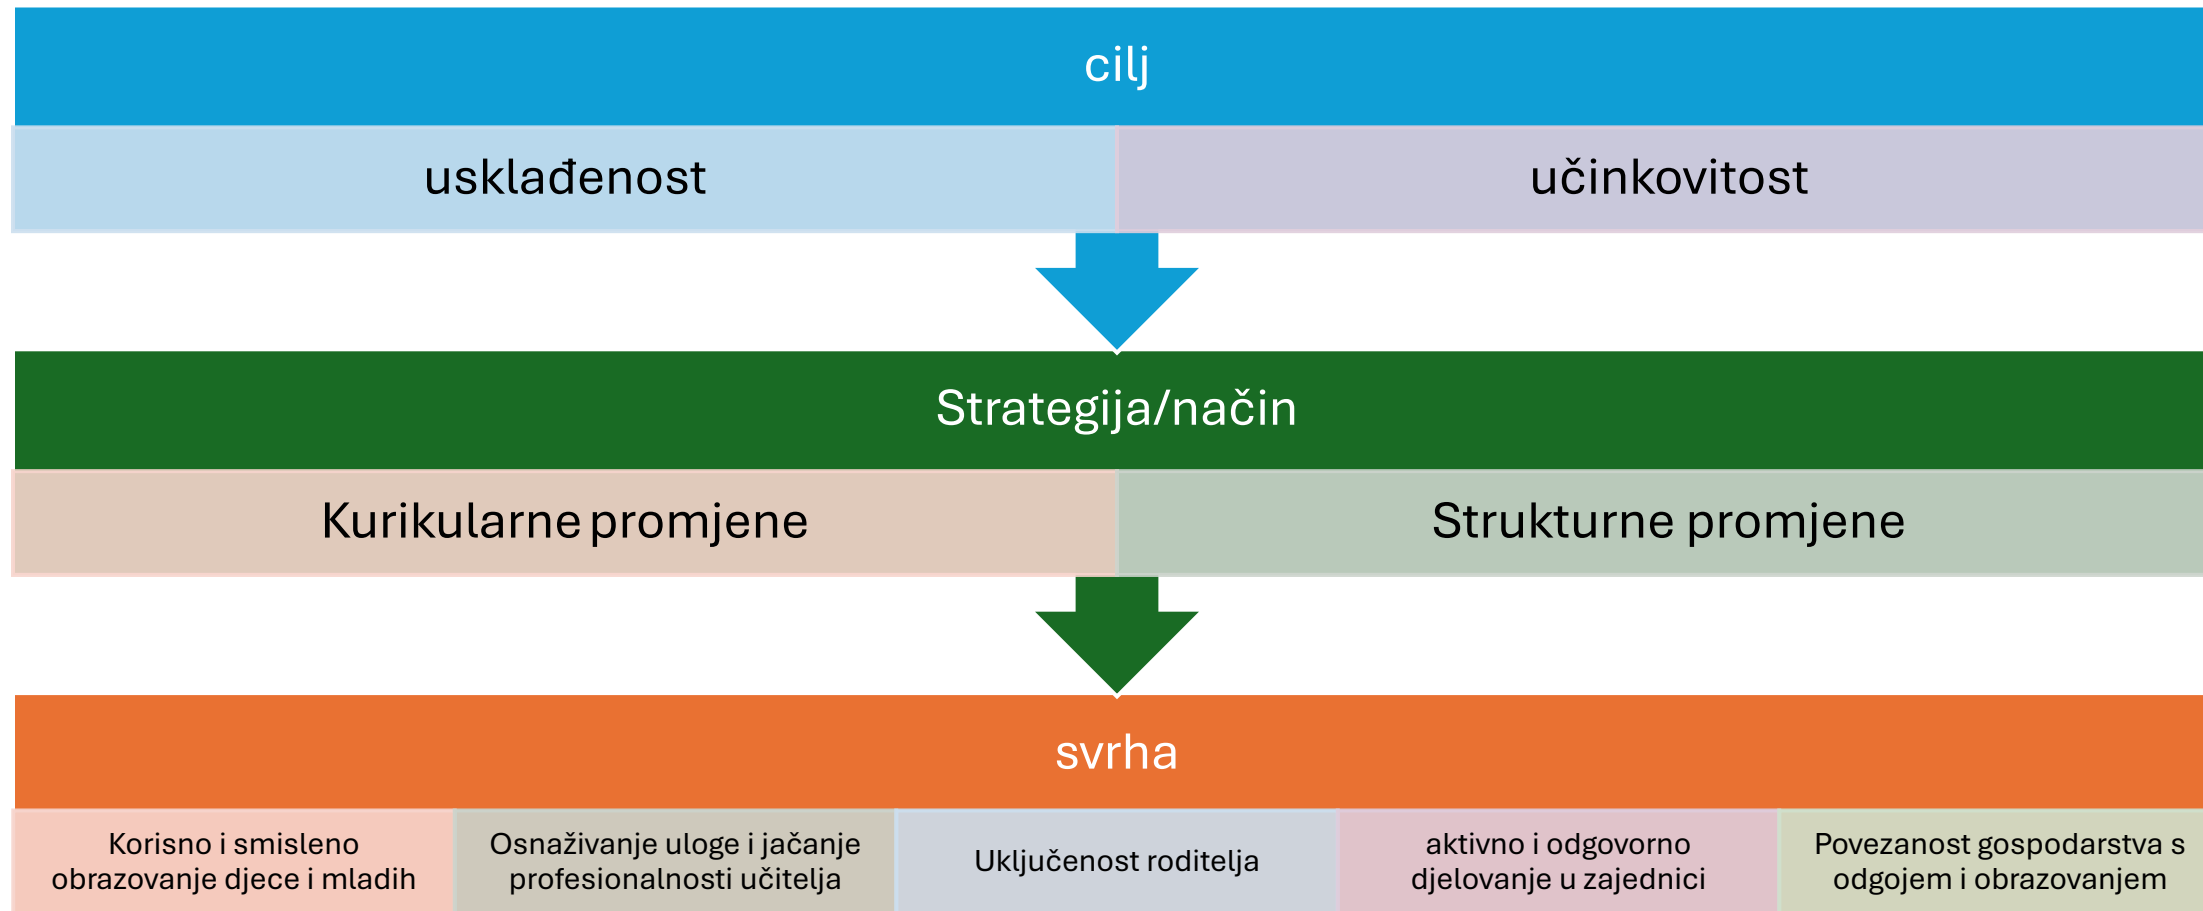 cilj
usklađenost
učinkovitost
Strategija/način
Kurikularne promjene
Strukturne promjene
svrha
Korisno i smisleno
obrazovanje djece i mladih
Osnaživanje uloge i jačanje
profesionalnosti učitelja
Uključenost roditelja
aktivno i odgovorno
djelovanje u zajednici
Povezanost gospodarstva s
odgojem i obrazovanjem